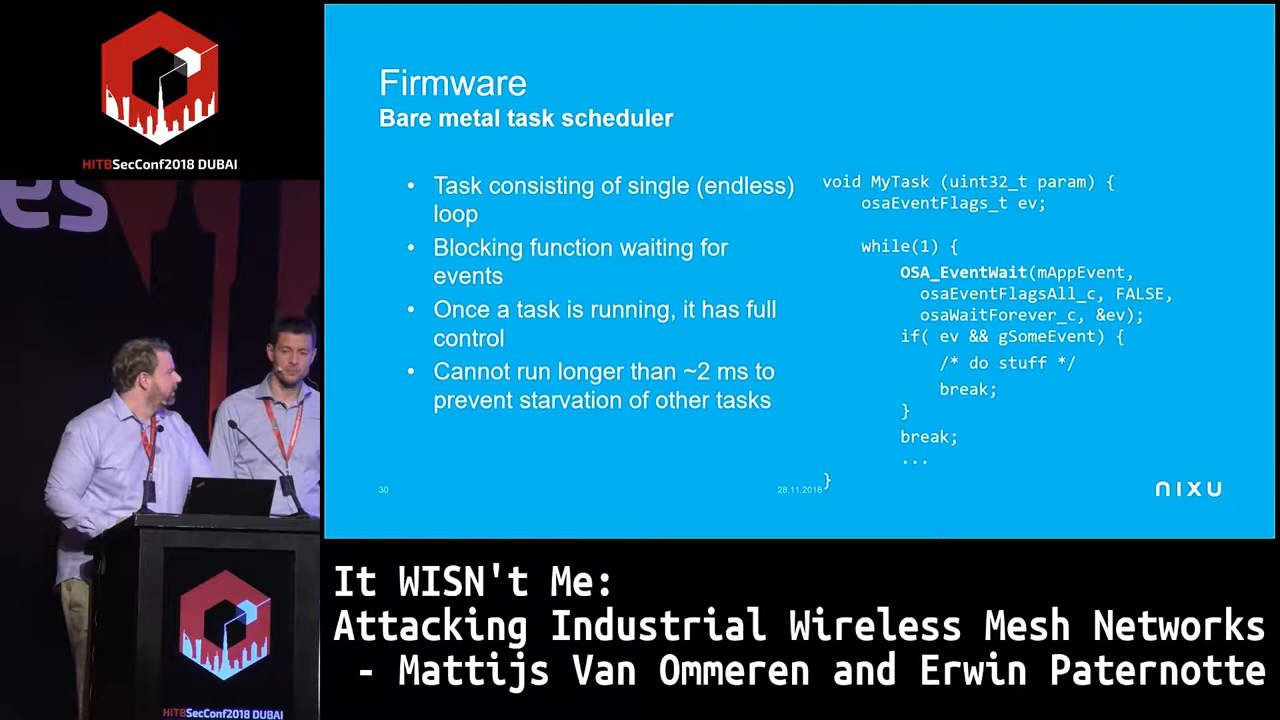 HITBSecConf2018 DUBAI
es
Firmware
Bare metal task scheduler
• Task consisting of single (endless)
loop
• Blocking function waiting for
events
• Once a task is running, it has full
control
• Cannot run longer than ~2 ms to
prevent starvation of other tasks
void MyTask (uint32_t param) {
osaEventFlags_t ev;
while(1) {
OSA_EventWait(mAppEvent,
osaEventFlagsAll_c, FALSE,
osaWaitForever_c, &ev);
if( ev && gSomeEvent) {
/* do stuff */
break;
}
break;
...
}
30
28.11.2018
nixu
HITBSecConf2018 DUBAI
It WISN't Me:
Attacking Industrial Wireless Mesh Networks
- Mattijs Van Ommeren and Erwin Paternotte